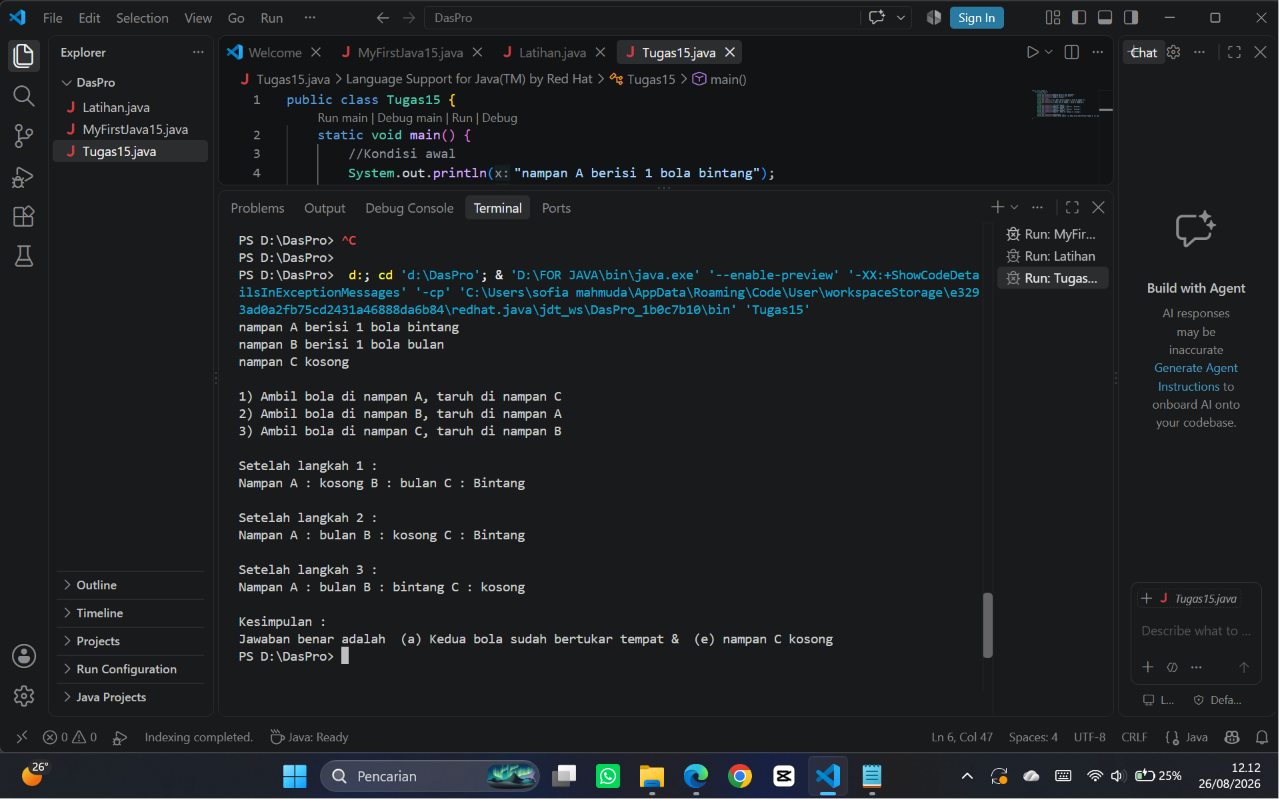 File Edit Selection View Go Run ··· DasPro Sign In
Explorer ···
DasPro
Latihan.java
MyFirstJava15.java
Tugas15.java
Outline
Timeline
Projects
Run Configuration
Java Projects
Welcome MyFirstJava15.java Latihan.java Tugas15.java
Tugas15.java > Language Support for Java(TM) by Red Hat > Tugas15 > main()
1 public class Tugas15 {
Run main | Debug main | Run | Debug
2 static void main() {
3 //Kondisi awal
4 System.out.println(x: "nampan A berisi 1 bola bintang");
Problems Output Debug Console Terminal Ports
PS D:\DasPro> ^C
PS D:\DasPro>
PS D:\DasPro> d:; cd 'd:\DasPro'; & 'D:\FOR JAVA\bin\java.exe' '--enable-preview' '-XX:+ShowCodeDeta
ilsInExceptionMessages' '-cp' 'C:\Users\sofia mahmuda\AppData\Roaming\Code\User\workspaceStorage\e329
3ad0a2fb75cd2431a46888da6b84\redhat.java\jdt_ws\DasPro_1b0c7b10\bin' 'Tugas15'
nampan A berisi 1 bola bintang
nampan B berisi 1 bola bulan
nampan C kosong
1) Ambil bola di nampan A, taruh di nampan C
2) Ambil bola di nampan B, taruh di nampan A
3) Ambil bola di nampan C, taruh di nampan B
Setelah langkah 1 :
Nampan A : kosong B : bulan C : Bintang
Setelah langkah 2 :
Nampan A : bulan B : kosong C : Bintang
Setelah langkah 3 :
Nampan A : bulan B : bintang C : kosong
Kesimpulan :
Jawaban benar adalah  (a) Kedua bola sudah bertukar tempat &  (e) nampan C kosong
PS D:\DasPro>
Run: MyFir...
Run: Latihan
Run: Tugas...
Chat
Build with Agent
AI responses
may be
inaccurate
Generate Agent
Instructions to
onboard AI onto
your codebase.
Tugas15.java
Describe what to ...
L... Defa...
0 0 Indexing completed. Java: Ready Ln 6, Col 47 Spaces: 4 UTF-8 CRLF {} Java
26° Pencarian 25% 12.12
26/08/2026